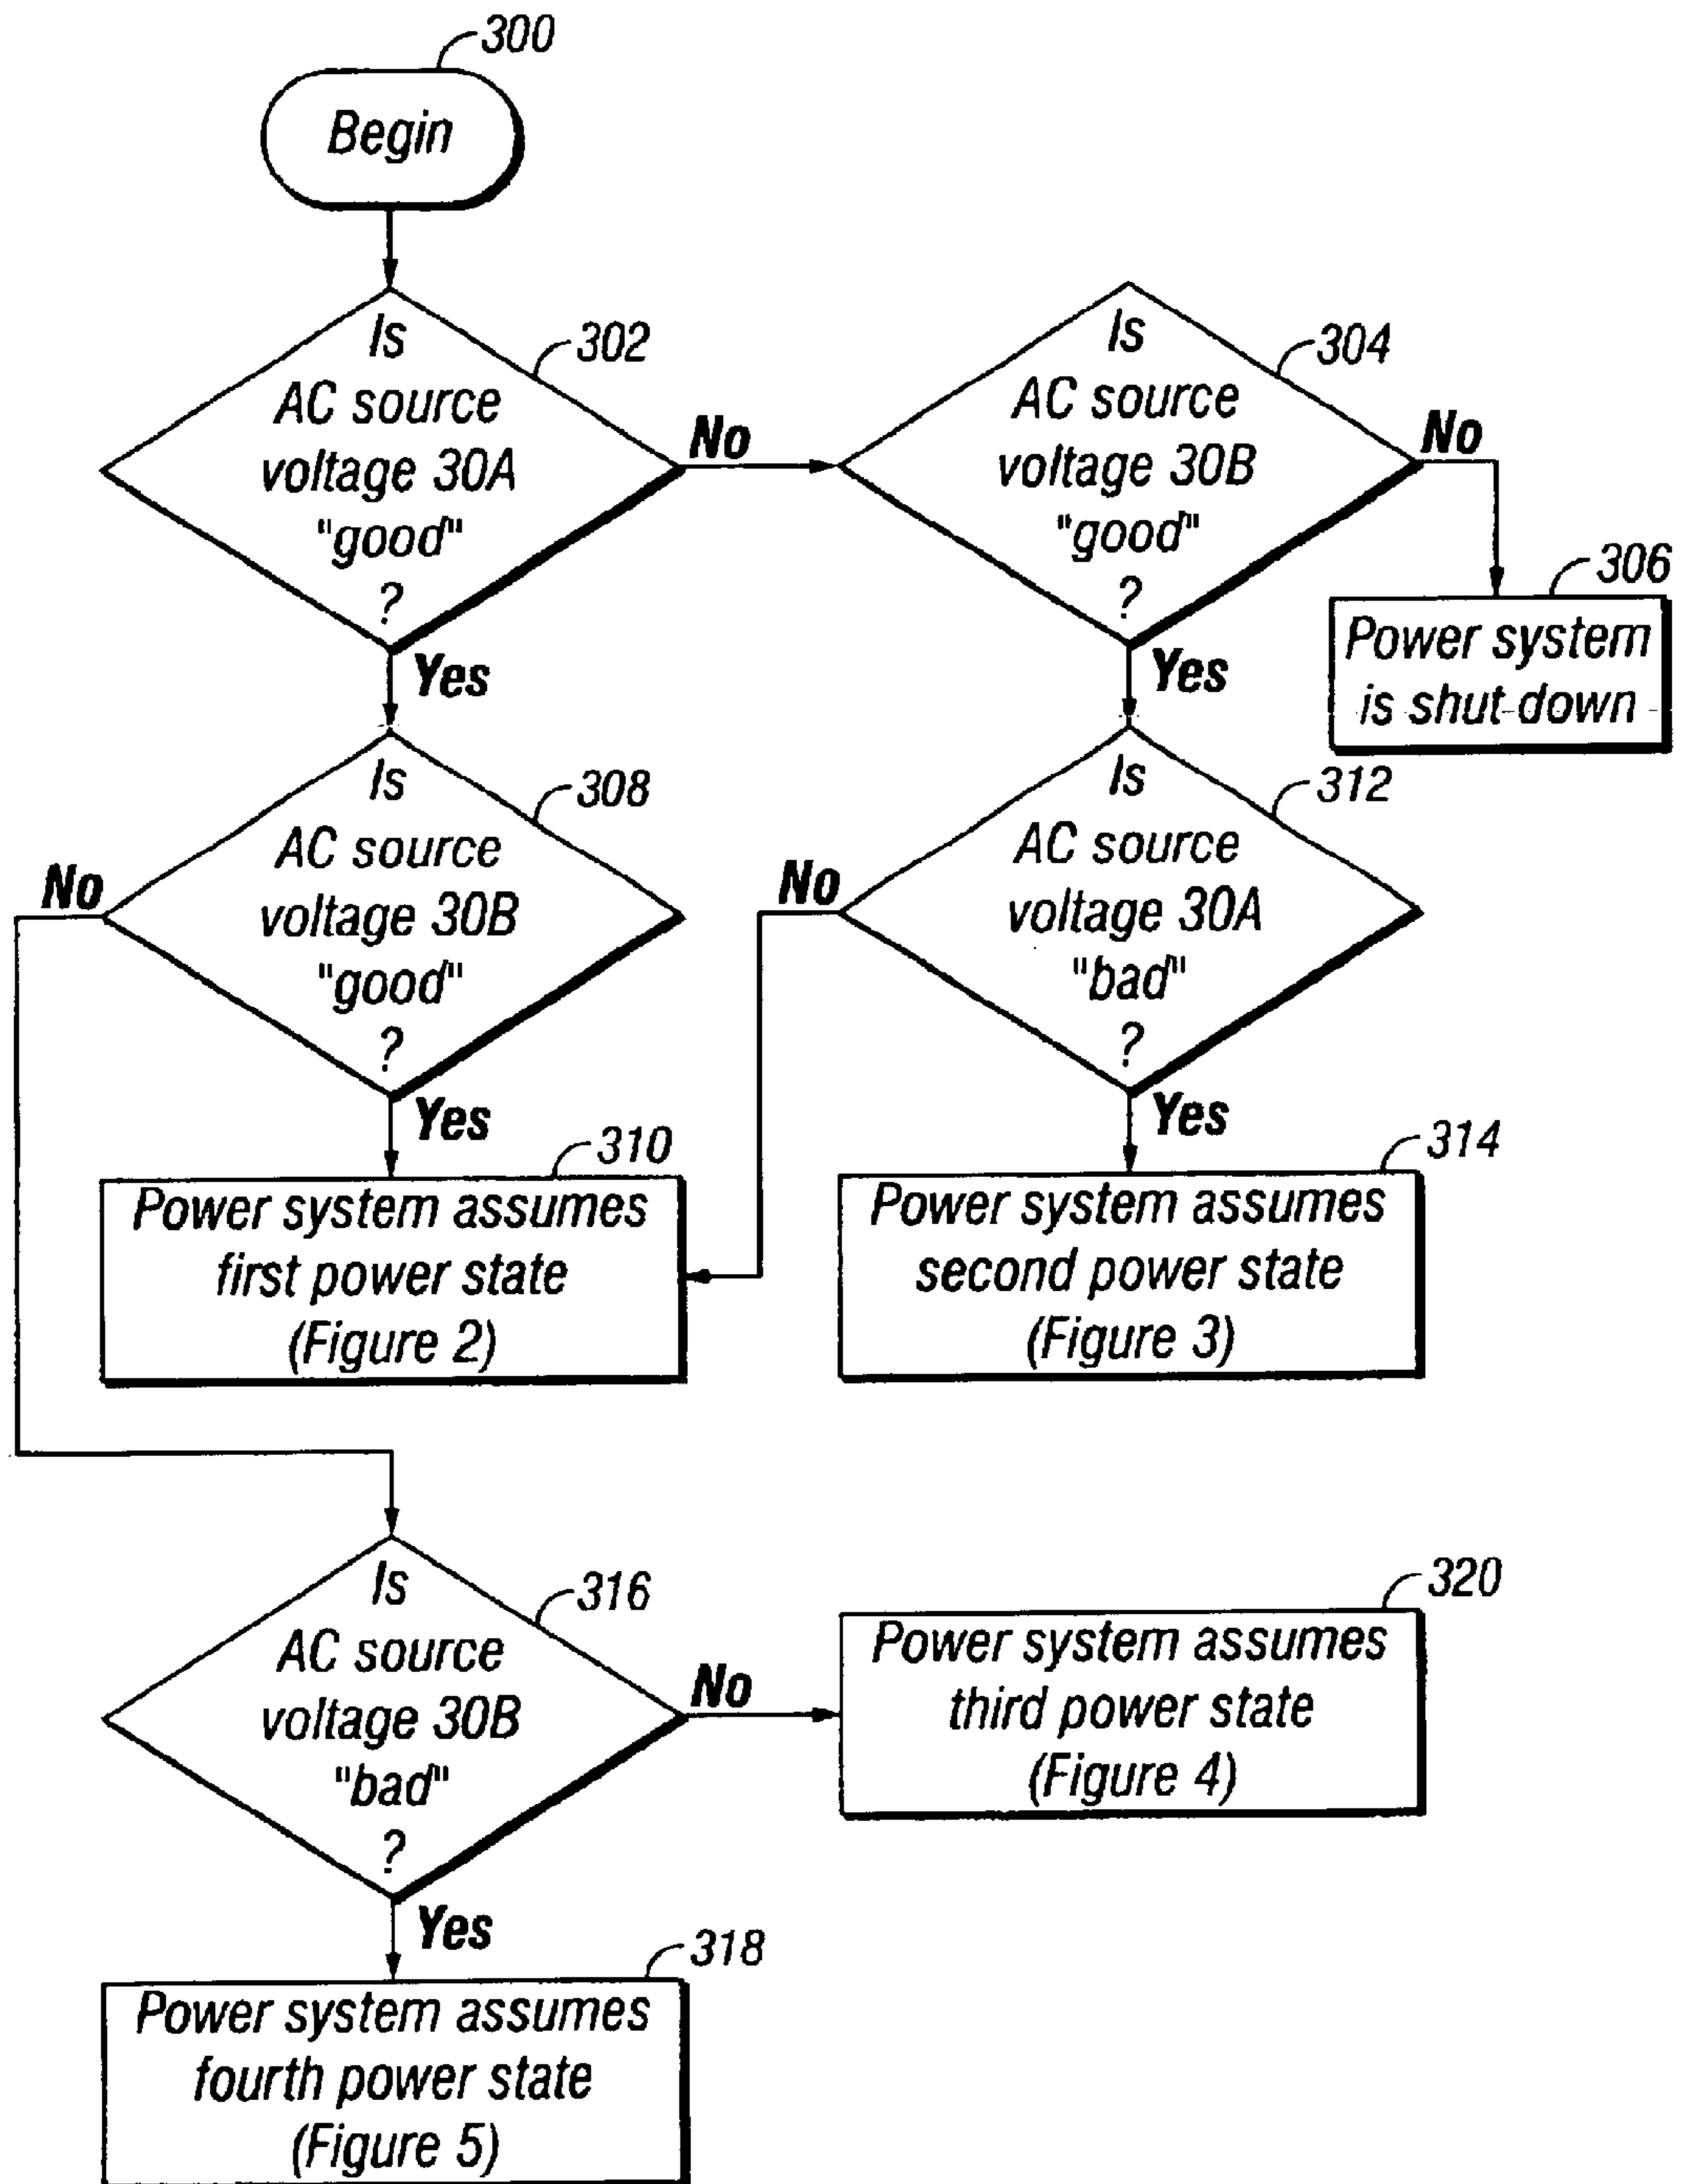 300
Begin
302
Is
AC source
voltage 30A
"good"
?
No
Yes
304
Is
AC source
voltage 30B
"good"
?
No
Yes
306
Power system
is shut down
308
Is
AC source
voltage 30B
"good"
?
No
Yes
312
Is
AC source
voltage 30A
"bad"
?
No
Yes
310
Power system assumes
first power state
(Figure 2)
314
Power system assumes
second power state
(Figure 3)
316
Is
AC source
voltage 30B
"bad"
?
No
Yes
320
Power system assumes
third power state
(Figure 4)
318
Power system assumes
fourth power state
(Figure 5)